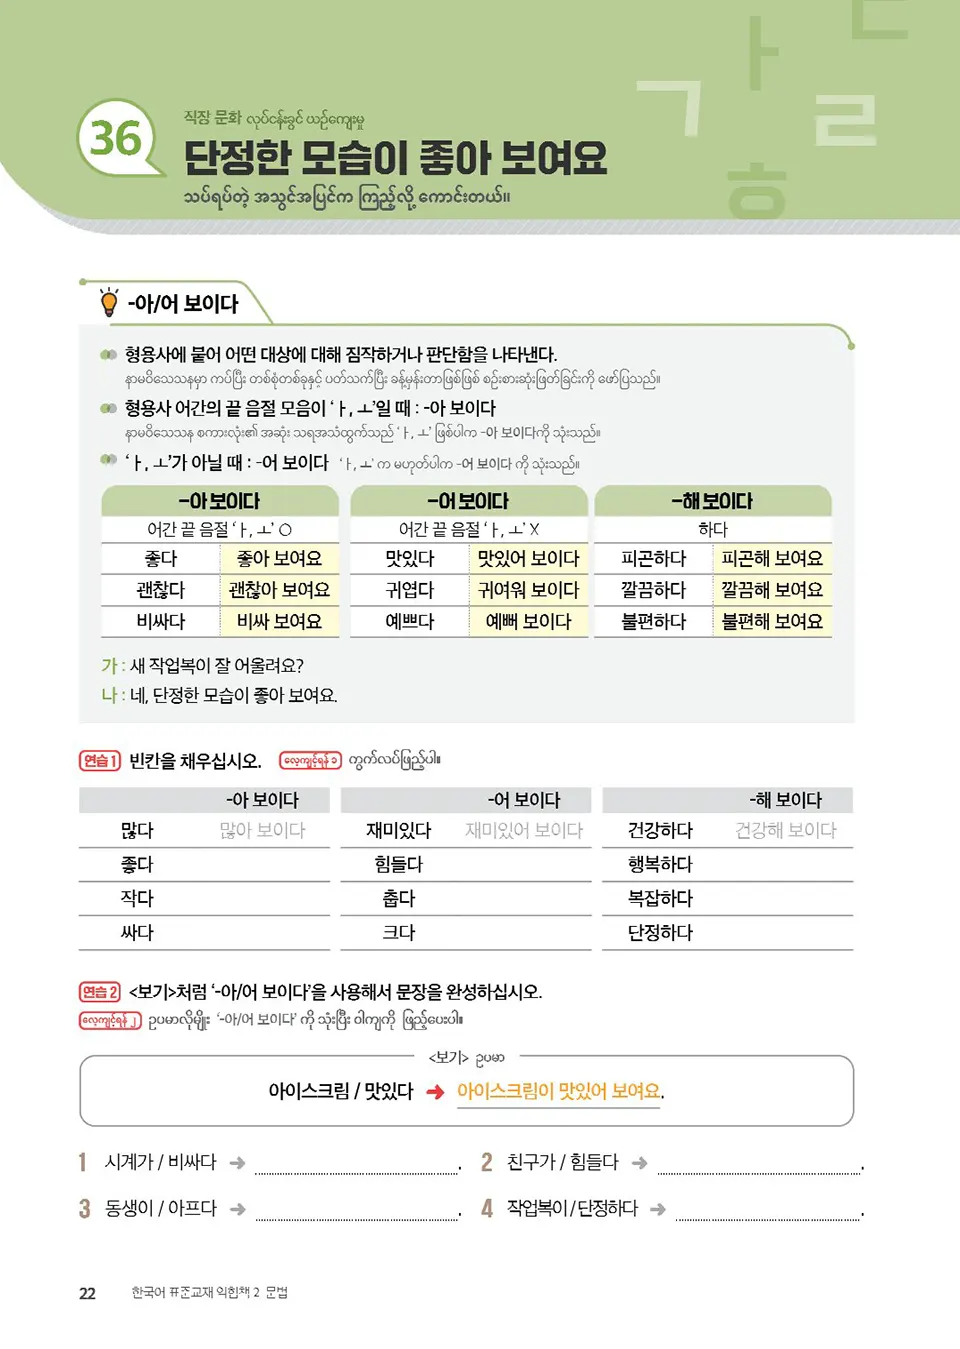 36
직장 문화 လုပ်ငန်းခွင် ယဉ်ကျေးမှု
단정한 모습이 좋아 보여요
သပ်ရပ်တဲ့ အသွင်အပြင်က ကြည့်လို့ ကောင်းတယ်။
ㄱ ㅏ ㄷ ㄹ ㅎ
-아/어 보이다
형용사에 붙어 어떤 대상에 대해 짐작하거나 판단함을 나타낸다.
နာမဝိသေသနမှာ ကပ်ပြီး တစ်စုံတစ်ခုနှင့် ပတ်သက်ပြီး ခန့်မှန်းတာဖြစ်ဖြစ် စဉ်းစားဆုံးဖြတ်ခြင်းကို ဖော်ပြသည်။
형용사 어간의 끝 음절 모음이 ‘ㅏ, ㅗ’일 때 : -아 보이다
နာမဝိသေသန စကားလုံး၏ အဆုံး သရအသံထွက်သည် ‘ㅏ, ㅗ’ ဖြစ်ပါက -아 보이다ကို သုံးသည်။
‘ㅏ, ㅗ’가 아닐 때 : -어 보이다 ‘ㅏ, ㅗ’ က မဟုတ်ပါက -어 보이다 ကို သုံးသည်။
-아 보이다 -어 보이다 -해 보이다
어간 끝 음절 ‘ㅏ, ㅗ’ ○ 어간 끝 음절 ‘ㅏ, ㅗ’ X 하다
좋다 좋아 보여요 맛있다 맛있어 보이다 피곤하다 피곤해 보여요
괜찮다 괜찮아 보여요 귀엽다 귀여워 보이다 깔끔하다 깔끔해 보여요
비싸다 비싸 보여요 예쁘다 예뻐 보이다 불편하다 불편해 보여요
가 : 새 작업복이 잘 어울려요?
나 : 네, 단정한 모습이 좋아 보여요.
연습 1 빈칸을 채우십시오. လေ့ကျင့်ရန် ၁ ကွက်လပ်ဖြည့်ပါ။
-아 보이다 -어 보이다 -해 보이다
많다 많아 보이다 재미있다 재미있어 보이다 건강하다 건강해 보이다
좋다 힘들다 행복하다
작다 춥다 복잡하다
싸다 크다 단정하다
연습 2 <보기>처럼 ‘-아/어 보이다’을 사용해서 문장을 완성하십시오.
လေ့ကျင့်ရန် ၂ ဥပမာလိုမျိုး ‘-아/어 보이다’ ကို သုံးပြီး ဝါကျကို ဖြည့်ပေးပါ။
<보기> ဥပမာ
아이스크림 / 맛있다 ➜ 아이스크림이 맛있어 보여요.
1 시계가 / 비싸다 ➜ . 2 친구가 / 힘들다 ➜ .
3 동생이 / 아프다 ➜ . 4 작업복이 / 단정하다 ➜ .
22 한국어 표준교재 익힘책 2 문법